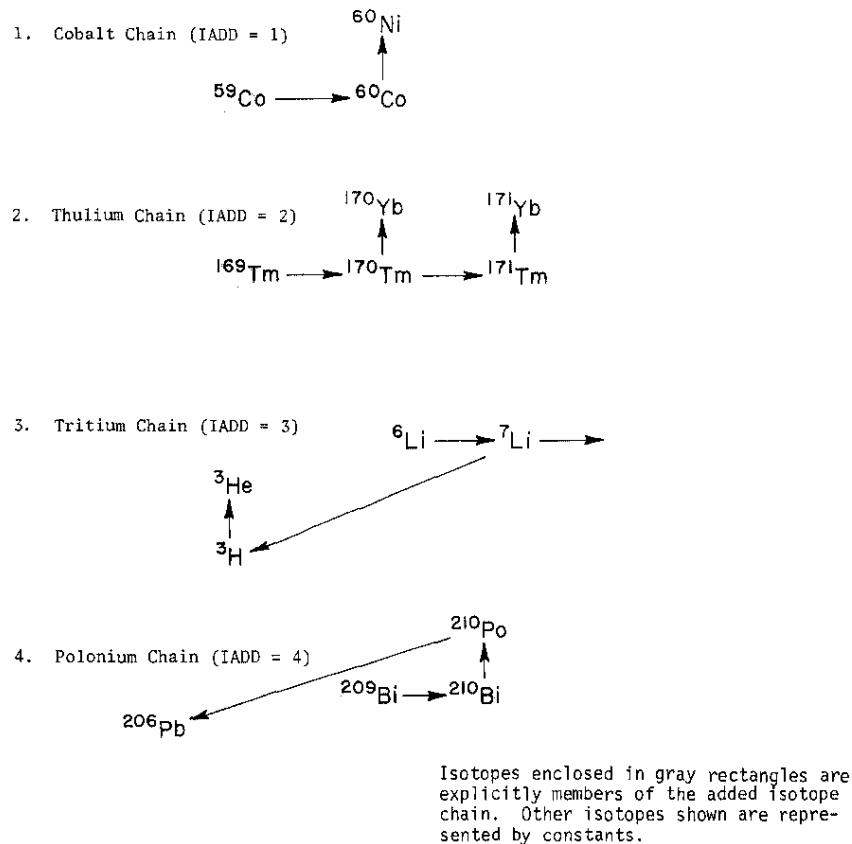 1. Cobalt Chain (IADD = 1)
⁶⁰Ni
⁵⁹Co ⁶⁰Co
2. Thulium Chain (IADD = 2)
¹⁷⁰Yb ¹⁷¹Yb
¹⁶⁹Tm ¹⁷⁰Tm ¹⁷¹Tm
3. Tritium Chain (IADD = 3)
⁶Li ⁷Li
³He
³H
4. Polonium Chain (IADD = 4)
²¹⁰Po
²⁰⁹Bi ²¹⁰Bi
²⁰⁶Pb
Isotopes enclosed in gray rectangles are
explicitly members of the added isotope
chain. Other isotopes shown are repre-
sented by constants.